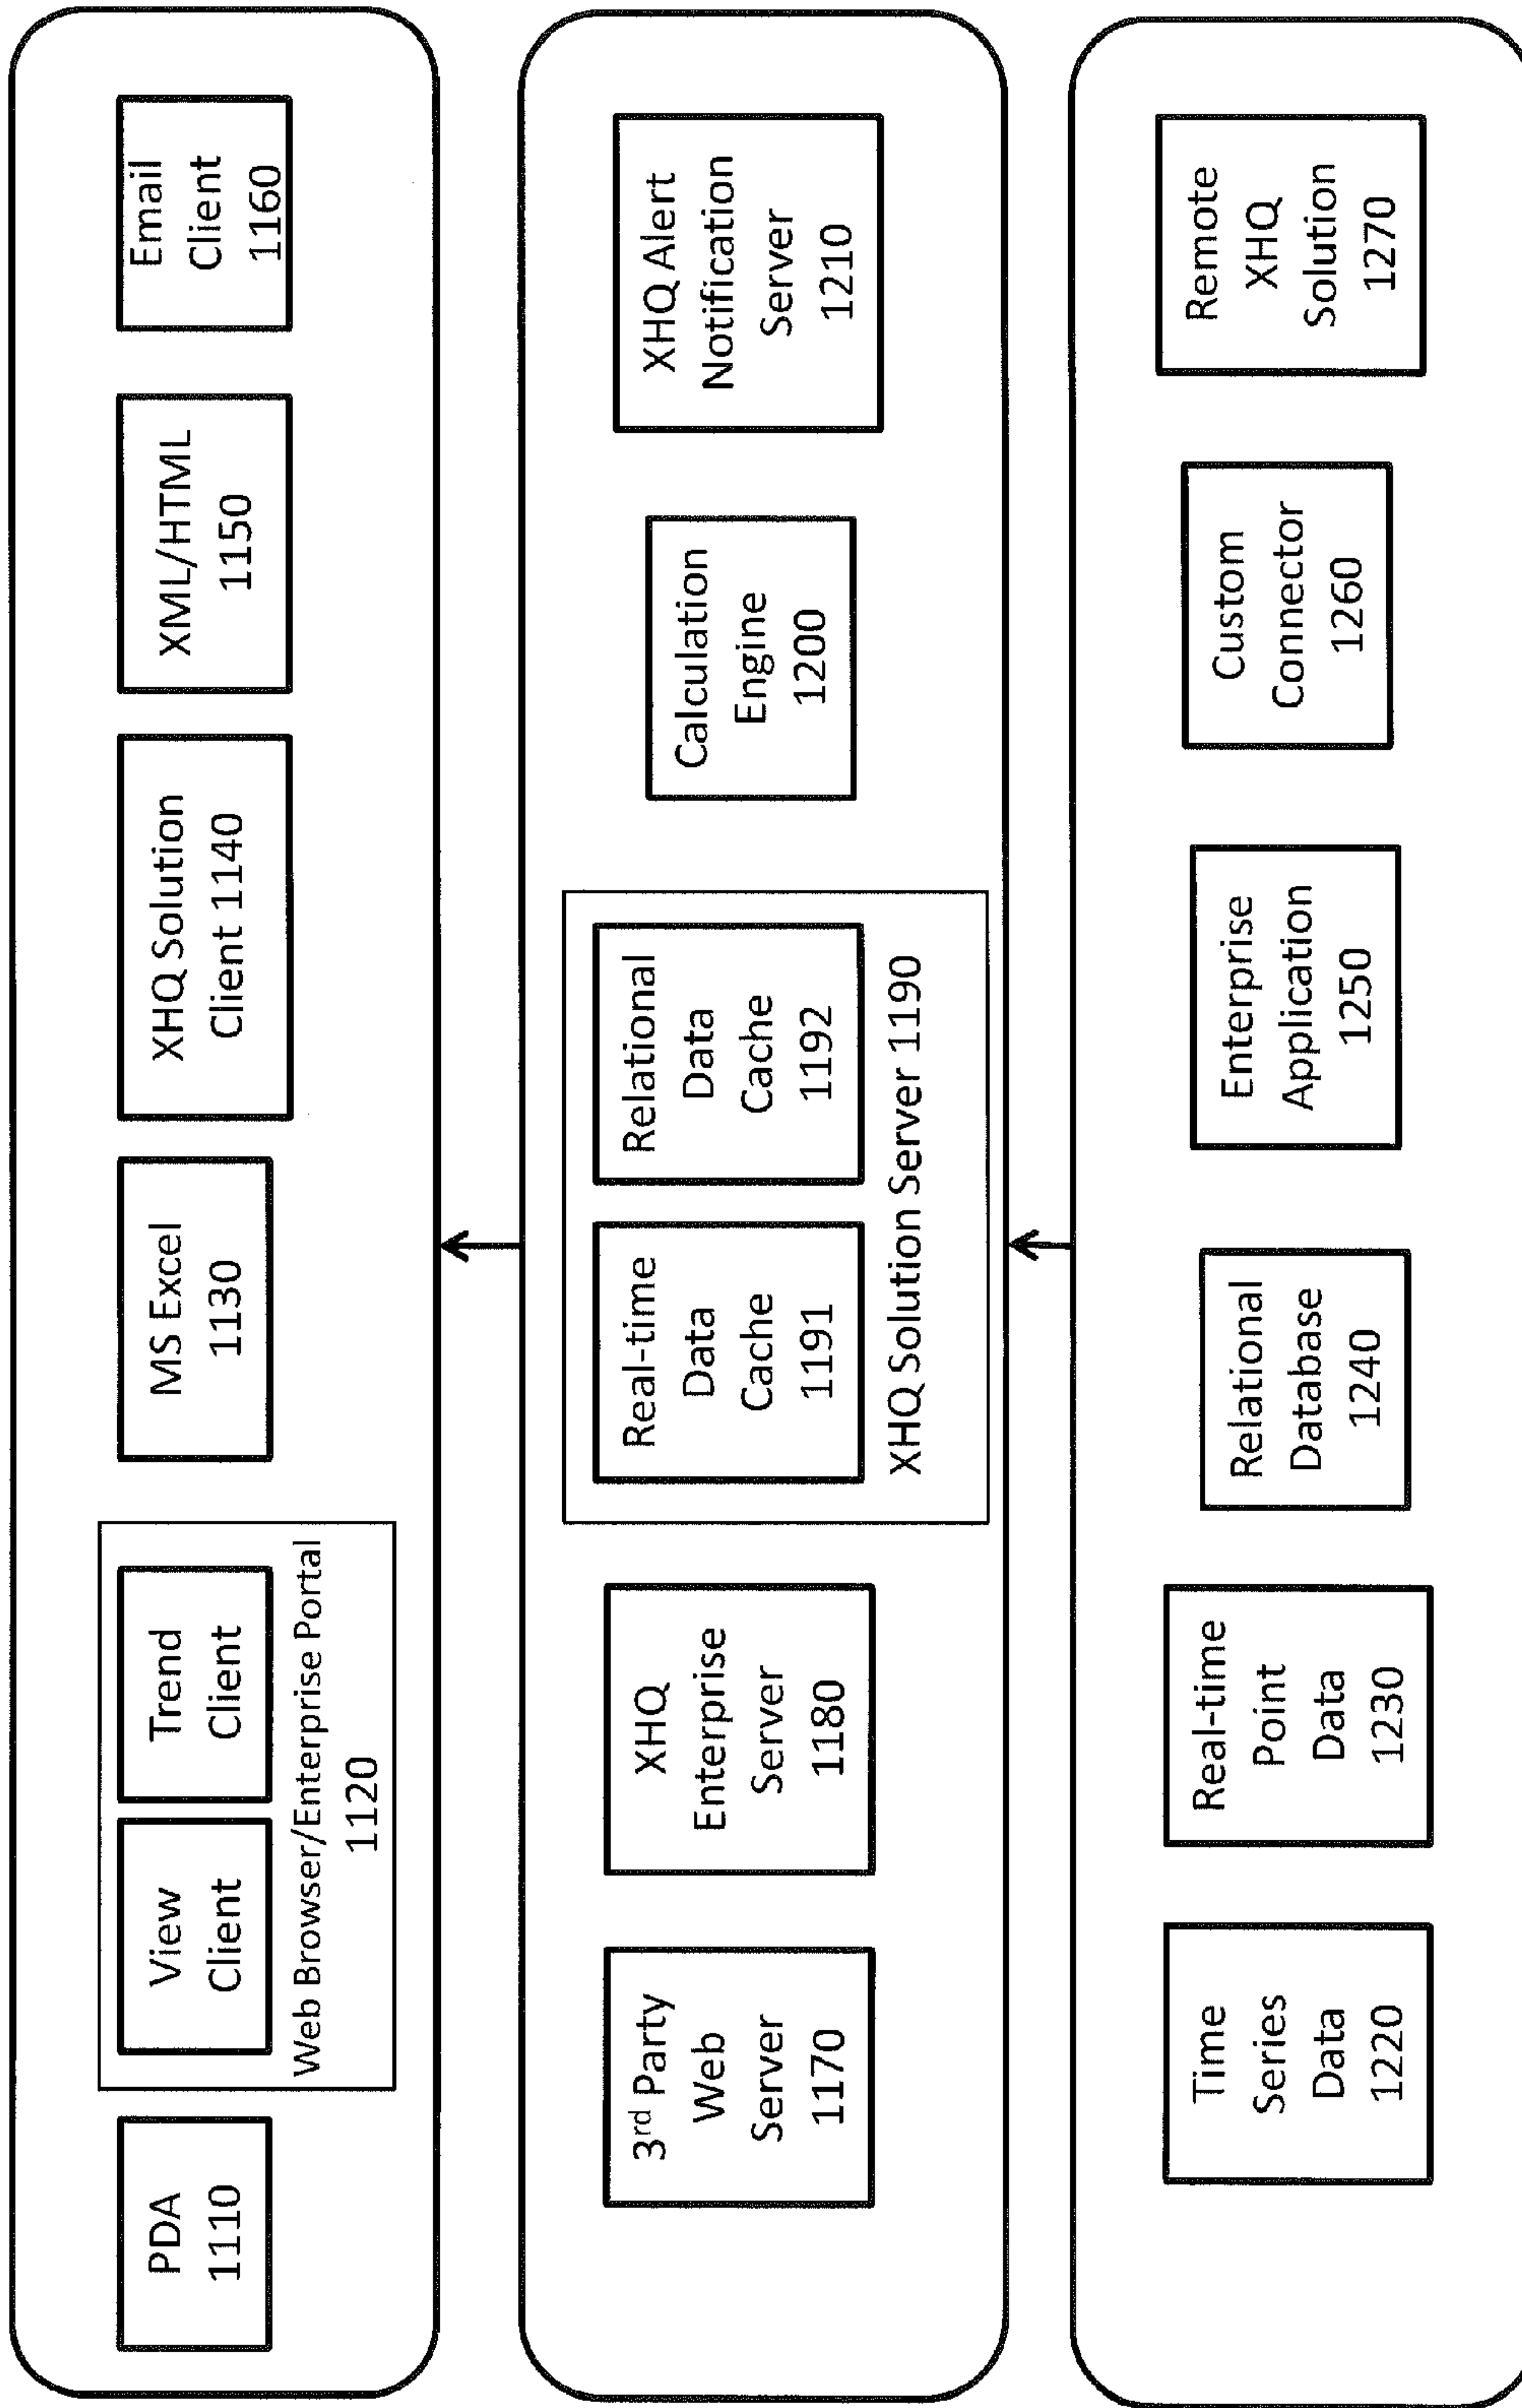 PDA
1110
View
Client
Trend
Client
Web Browser/Enterprise Portal
1120
MS Excel
1130
XHQ Solution
Client 1140
XML/HTML
1150
Email
Client
1160
3rd Party
Web
Server
1170
XHQ
Enterprise
Server
1180
Real-time
Data
Cache
1191
Relational
Data
Cache
1192
XHQ Solution Server 1190
Calculation
Engine
1200
XHQ Alert
Notification
Server
1210
Time
Series
Data
1220
Real-time
Point
Data
1230
Relational
Database
1240
Enterprise
Application
1250
Custom
Connector
1260
Remote
XHQ
Solution
1270